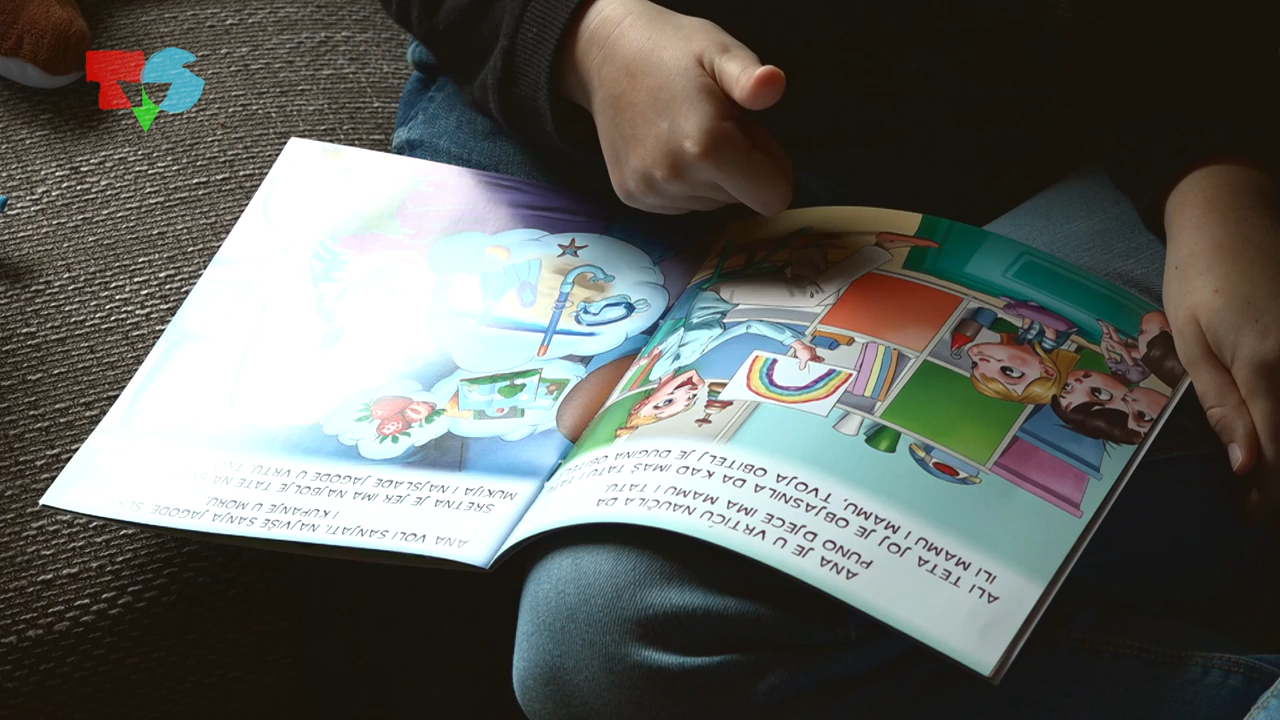 TVS
ANA JE U VRTIĆU NAUČILA DA
PUNO DJECE IMA MAMU I TATU.
ALI TETA JOJ JE OBJASNILA DA KAD IMAŠ TATU I TATU
ILI MAMU I MAMU, TVOJA OBITELJ JE DUGINA
ANA VOLI SANJATI. NAJVIŠE SANJA JAGODE,
I KUPANJE U MORU.
SRETNA JE JER IMA NAJBOLJE TATE NA
MUKIJA I NAJSLAĐE JAGODE U VRTU.